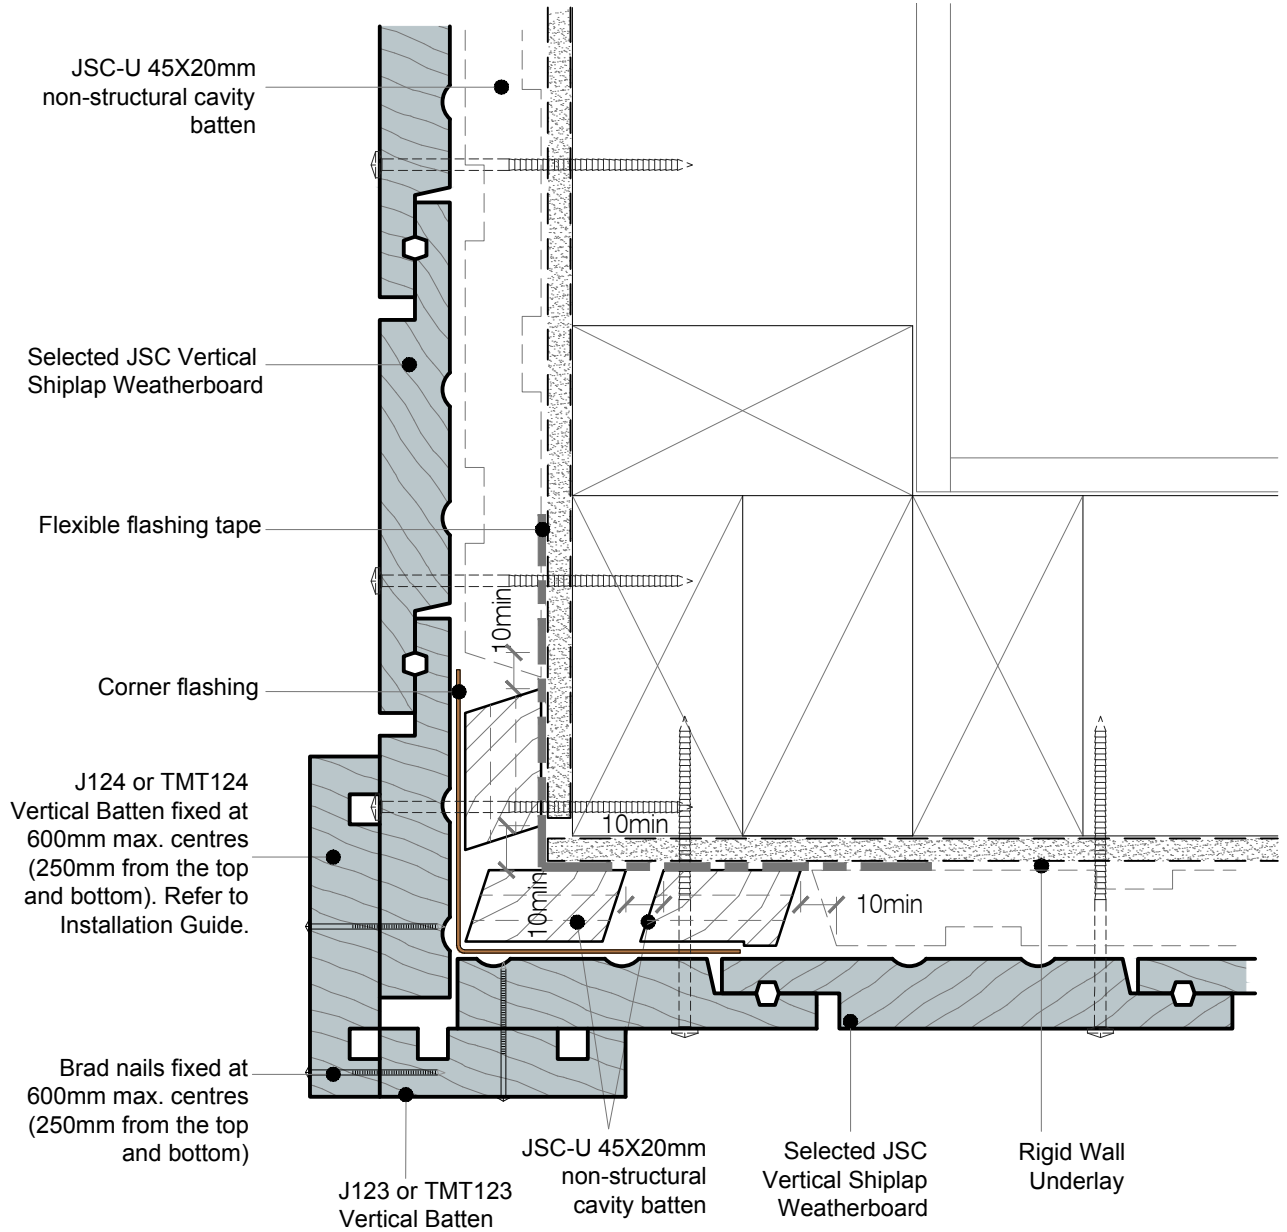 JSC-U 45X20mm
non-structural cavity
batten
Selected JSC Vertical
Shiplap Weatherboard
Flexible flashing tape
10min
Corner flashing
J124 or TMT124
Vertical Batten fixed at
600mm max. centres
(250mm from the top
and bottom). Refer to
Installation Guide.
10min
10min
10min
Brad nails fixed at
600mm max. centres
(250mm from the top
and bottom)
J123 or TMT123
Vertical Batten
JSC-U 45X20mm
non-structural
cavity batten
Selected JSC
Vertical Shiplap
Weatherboard
Rigid Wall
Underlay